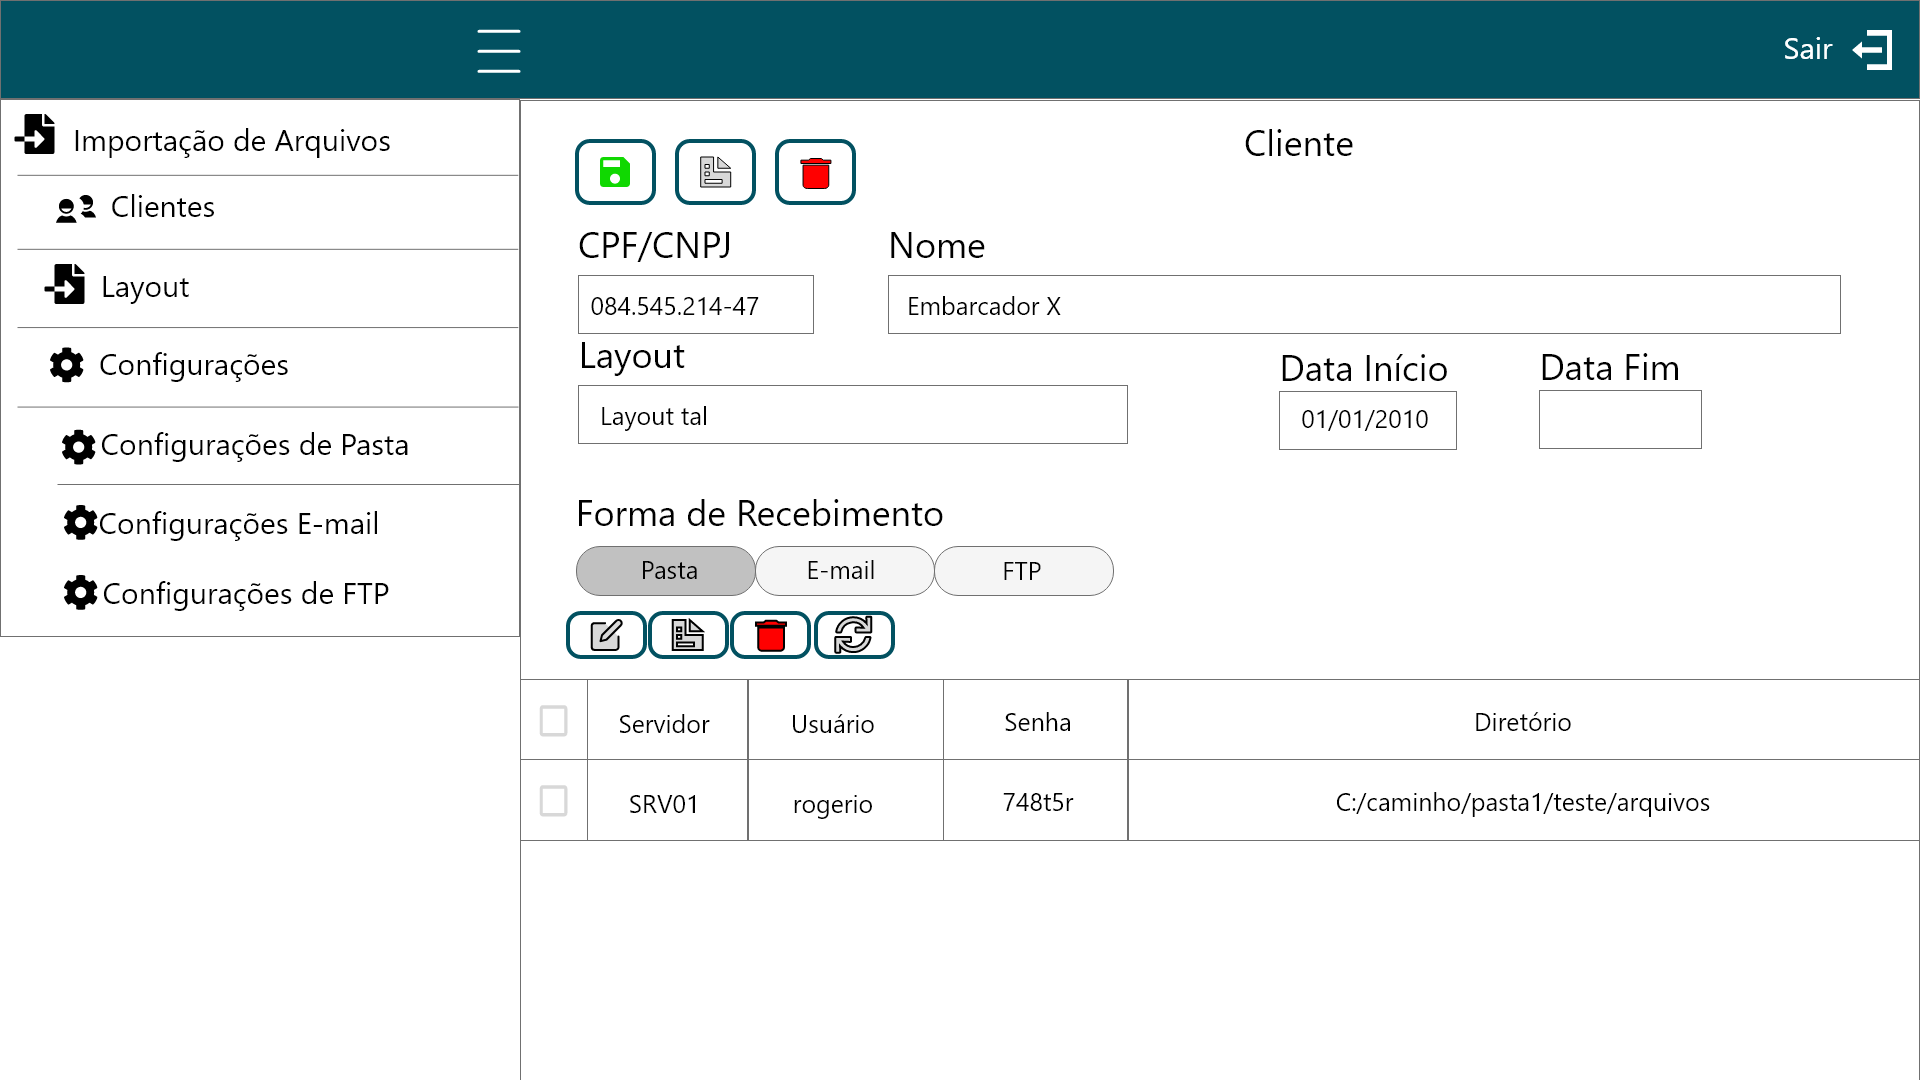 Sair
Importação de Arquivos
Clientes
Layout
Configurações
Configurações de Pasta
Configurações E-mail
Configurações de FTP
Cliente
CPF/CNPJ Nome
084.545.214-47 Embarcador X
Layout Data Início Data Fim
Layout tal 01/01/2010
Forma de Recebimento
Pasta E-mail FTP
Servidor Usuário Senha Diretório
SRV01 rogerio 748t5r C:/caminho/pasta1/teste/arquivos